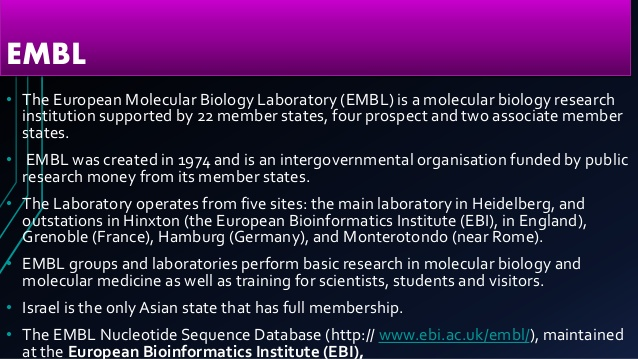 EMBL
• The European Molecular Biology Laboratory (EMBL) is a molecular biology research
institution supported by 22 member states, four prospect and two associate member
states.
• EMBL was created in 1974 and is an intergovernmental organisation funded by public
research money from its member states.
• The Laboratory operates from five sites: the main laboratory in Heidelberg, and
outstations in Hinxton (the European Bioinformatics Institute (EBI), in England),
Grenoble (France), Hamburg (Germany), and Monterotondo (near Rome).
• EMBL groups and laboratories perform basic research in molecular biology and
molecular medicine as well as training for scientists, students and visitors.
• Israel is the only Asian state that has full membership.
• The EMBL Nucleotide Sequence Database (http:// www.ebi.ac.uk/embl/), maintained
at the European Bioinformatics Institute (EBI),